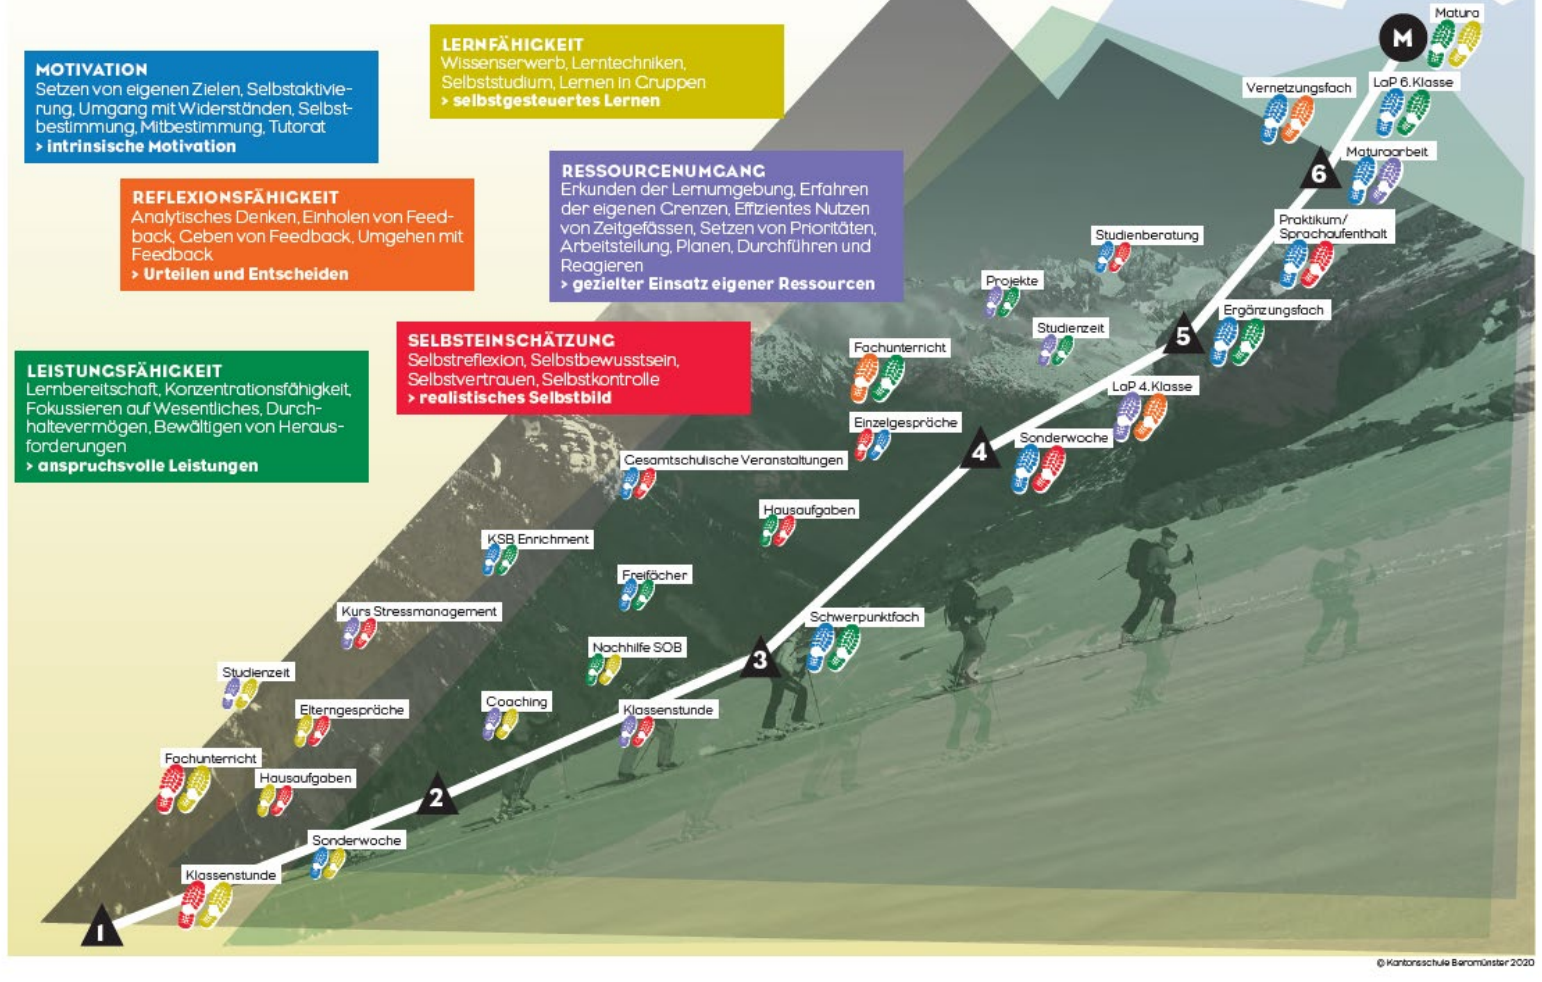 MOTIVATION
Setzen von eigenen Zielen, Selbstaktivie-
rung, Umgang mit Widerständen, Selbst-
bestimmung, Mitbestimmung, Tutorat
> intrinsische Motivation
LERNFÄHIGKEIT
Wissenserwerb, Lerntechniken,
Selbststudium, Lernen in Gruppen
> selbstgesteuertes Lernen
REFLEXIONSFÄHIGKEIT
Analytisches Denken, Einholen von Feed-
back, Geben von Feedback, Umgehen mit
Feedback
> Urteilen und Entscheiden
RESSOURCENUMGANG
Erkunden der Lernumgebung, Erfahren
der eigenen Grenzen, Effizientes Nutzen
von Zeitgefässen, Setzen von Prioritäten,
Arbeitsteilung, Planen, Durchführen und
Reagieren
> gezielter Einsatz eigener Ressourcen
LEISTUNGSFÄHIGKEIT
Lernbereitschaft, Konzentrationsfähigkeit,
Fokussieren auf Wesentliches, Durch-
haltevermögen, Bewältigen von Heraus-
forderungen
> anspruchsvolle Leistungen
SELBSTEINSCHÄTZUNG
Selbstreflexion, Selbstbewusstsein,
Selbstvertrauen, Selbstkontrolle
> realistisches Selbstbild
Matura
M
Vernetzungsfach
LaP 6.Klasse
Maturaarbeit
6
Praktikum/
Sprachaufenthalt
Studienberatung
Projekte
Ergänzungsfach
Studienzeit
5
Fachunterricht
LaP 4.Klasse
Einzelgespräche
Sonderwoche
4
Gesamtschulische Veranstaltungen
Hausaufgaben
KSB Enrichment
Freifächer
Kurs Stressmanagement
Schwerpunktfach
Nachhilfe SOB
3
Studienzeit
Coaching
Klassenstunde
Elterngespräche
Fachunterricht
Hausaufgaben
2
Sonderwoche
Klassenstunde
1
© Kantonsschule Beromünster 2020